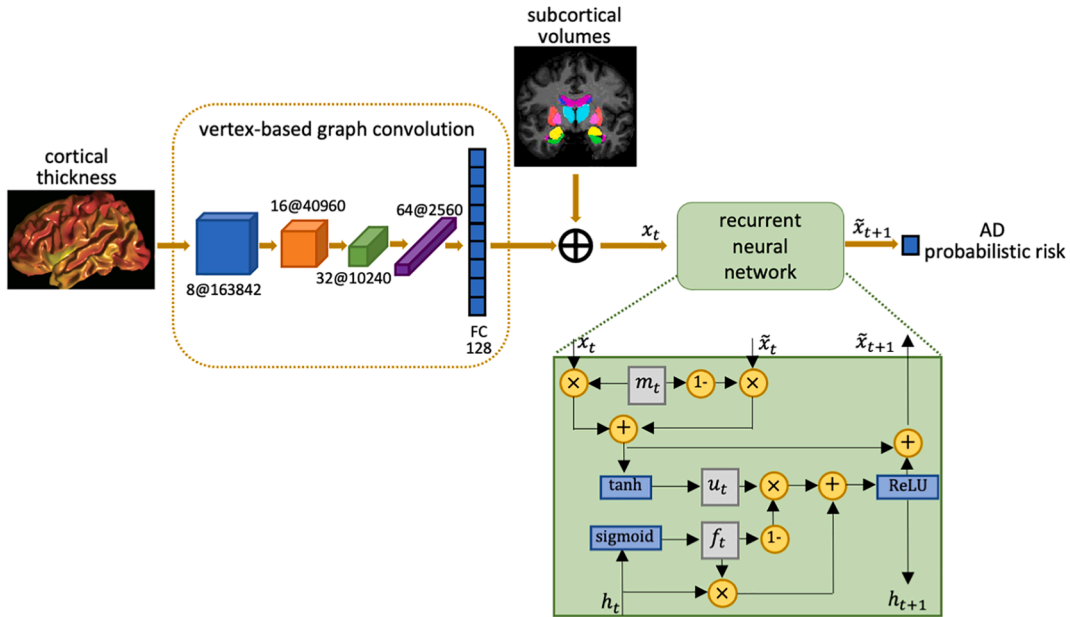 subcortical
volumes
vertex-based graph convolution
cortical
thickness
16@40960
64@2560
8@163842
32@10240
FC
128
x_t
recurrent
neural
network
x̃_{t+1}
AD
probabilistic risk
x_t
x̃_t
x̃_{t+1}
×
m_t
1-
×
+
+
tanh
u_t
×
+
ReLU
sigmoid
f_t
1-
×
h_t
h_{t+1}